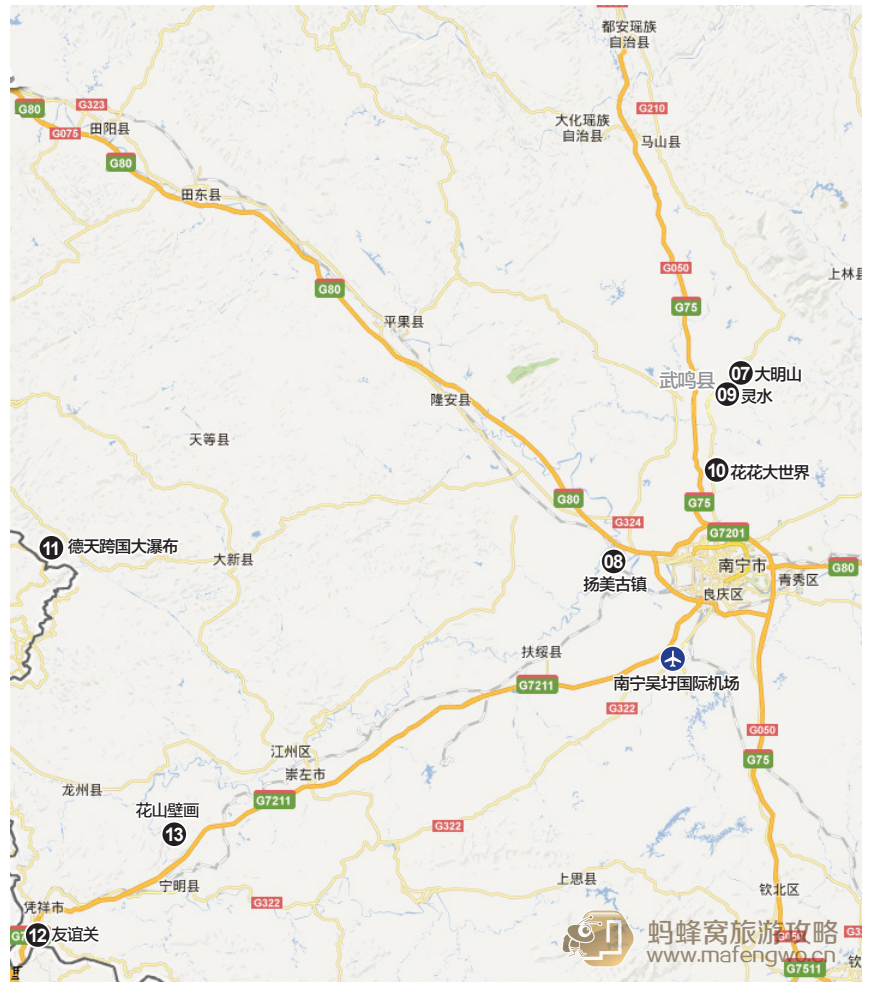 都安瑶族
自治县
G80
G323
G210
田阳县
G075
大化瑶族
自治县
马山县
G80
田东县
G050
上林县
G80
G75
平果县
武鸣县
07 大明山
09 灵水
隆安县
天等县
10 花花大世界
G80
G75
G324
G7201
11 德天跨国大瀑布
大新县
08
扬美古镇
南宁市
G80
青秀区
良庆区
扶绥县
南宁吴圩国际机场
G7211
G322
G050
江州区
G75
崇左市
龙州县
G7211
花山壁画
13
G322
宁明县
上思县
钦北区
G322
凭祥市
12 友谊关
蚂蜂窝旅游攻略
www.mafengwo.cn
G7511